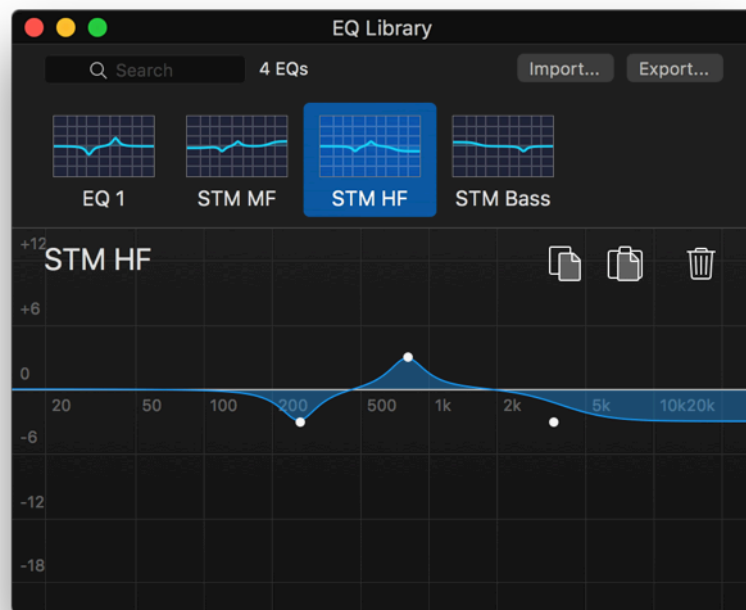 EQ Library
Search
4 EQs
Import...
Export...
EQ 1
STM MF
STM HF
STM Bass
+12
STM HF
+6
0
20 50 100 200 500 1k 2k 5k 10k20k
-6
-12
-18